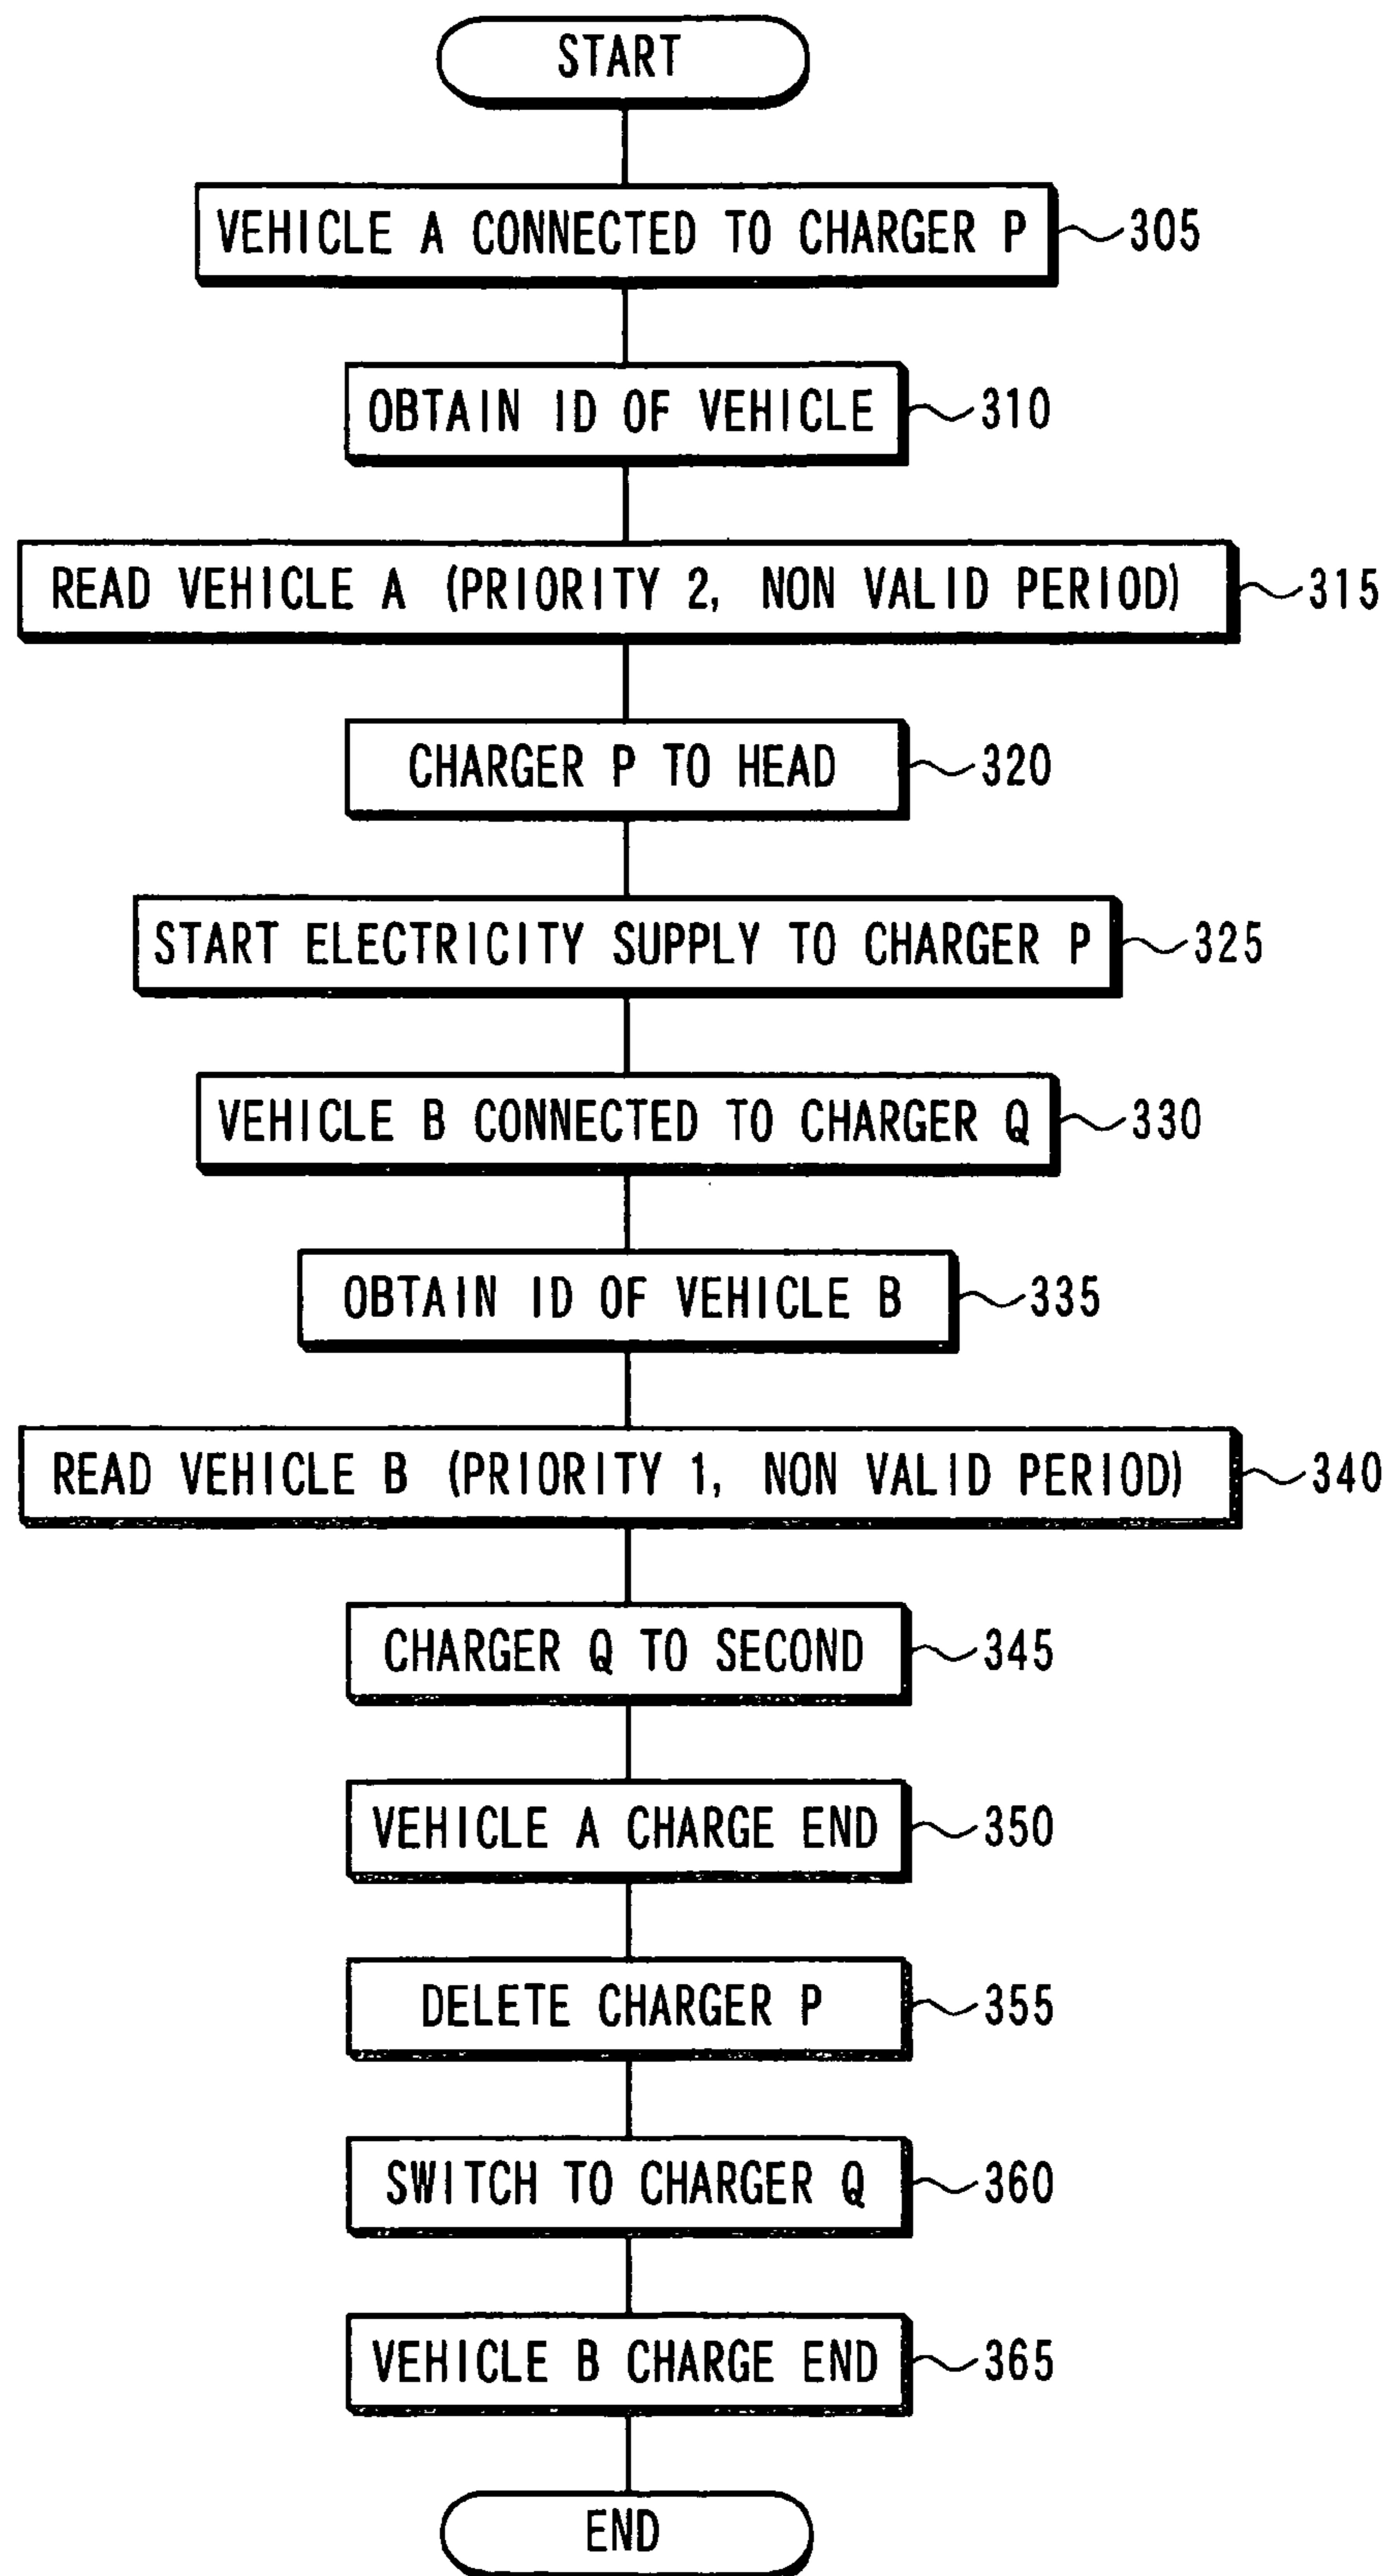 START
VEHICLE A CONNECTED TO CHARGER P 305
OBTAIN ID OF VEHICLE 310
READ VEHICLE A (PRIORITY 2, NON VALID PERIOD) 315
CHARGER P TO HEAD 320
START ELECTRICITY SUPPLY TO CHARGER P 325
VEHICLE B CONNECTED TO CHARGER Q 330
OBTAIN ID OF VEHICLE B 335
READ VEHICLE B (PRIORITY 1, NON VALID PERIOD) 340
CHARGER Q TO SECOND 345
VEHICLE A CHARGE END 350
DELETE CHARGER P 355
SWITCH TO CHARGER Q 360
VEHICLE B CHARGE END 365
END